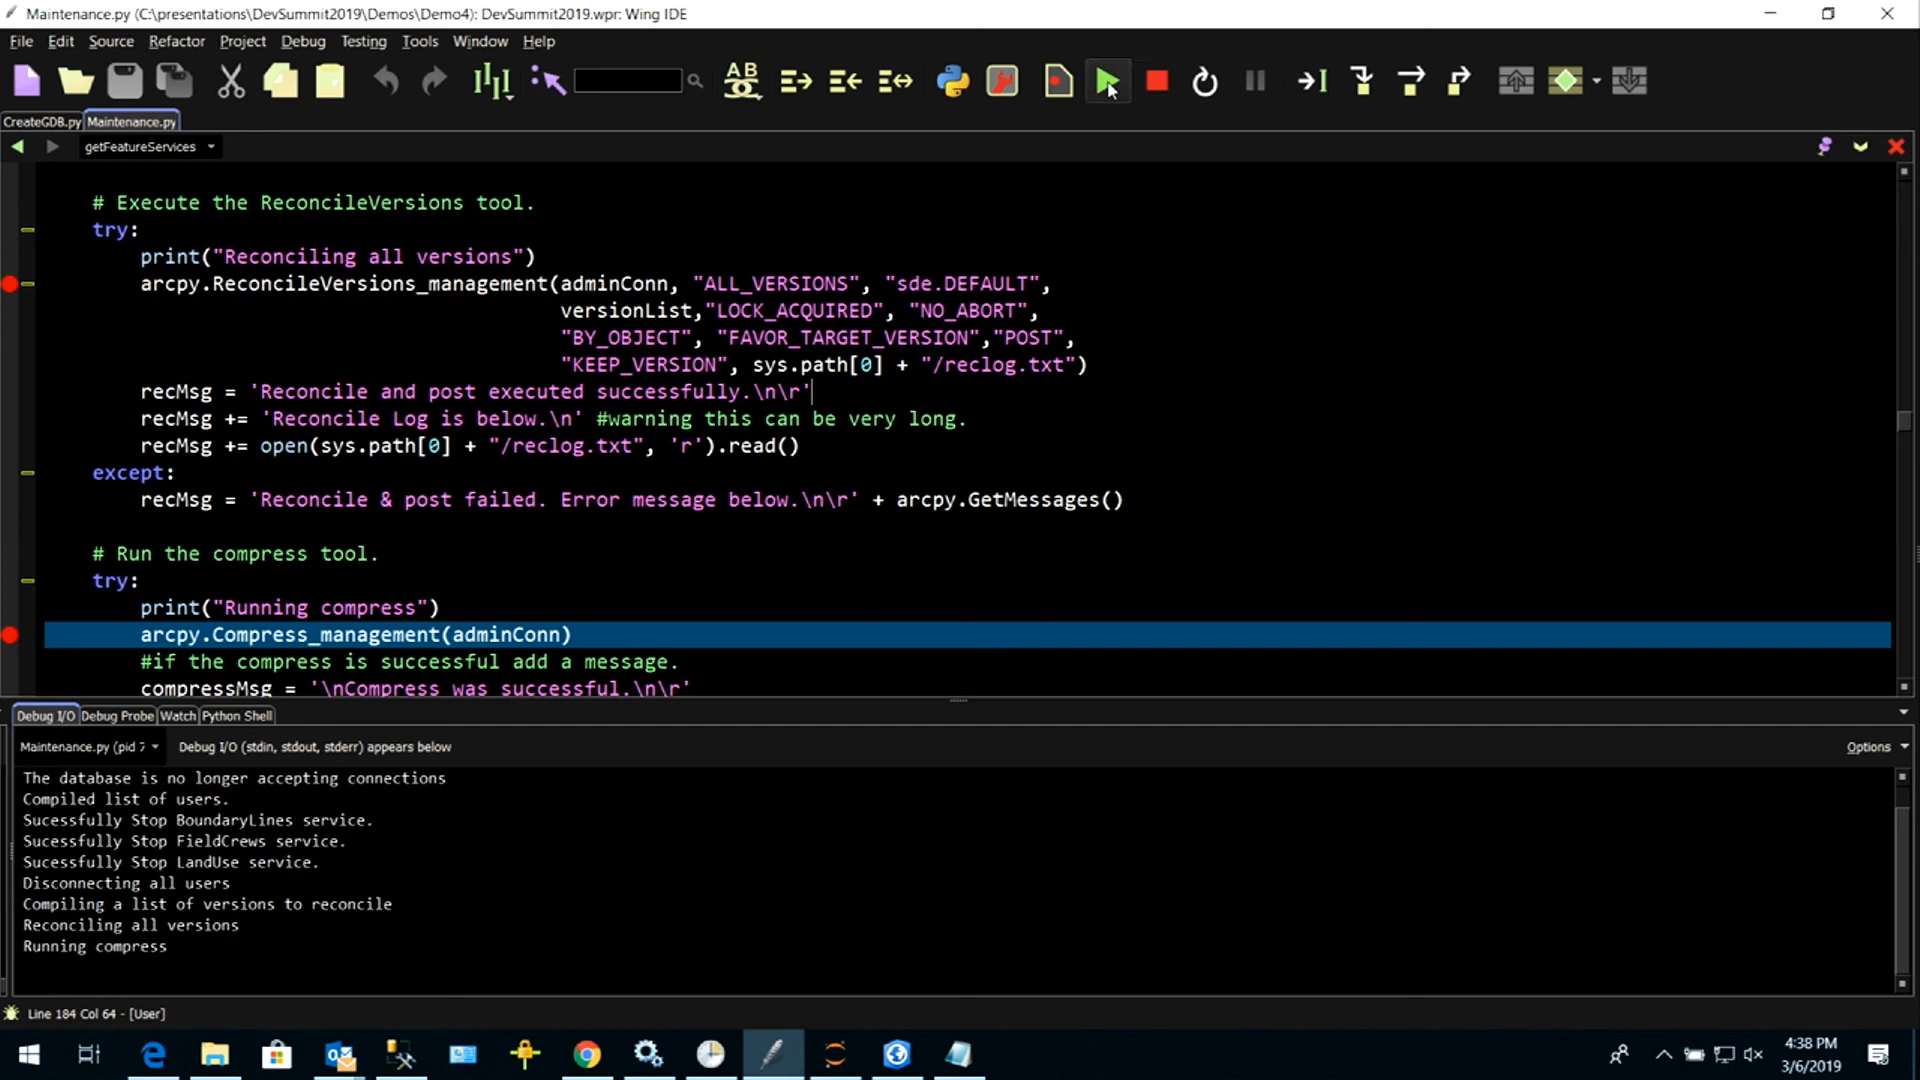 Maintenance.py (C:\presentations\DevSummit2019\Demos\Demo4): DevSummit2019.wpr: Wing IDE
File Edit Source Refactor Project Debug Testing Tools Window Help
AB
CreateGDB.py Maintenance.py
getFeatureServices
# Execute the ReconcileVersions tool.
try:
print("Reconciling all versions")
arcpy.ReconcileVersions_management(adminConn, "ALL_VERSIONS", "sde.DEFAULT",
versionList,"LOCK_ACQUIRED", "NO_ABORT",
"BY_OBJECT", "FAVOR_TARGET_VERSION","POST",
"KEEP_VERSION", sys.path[0] + "/reclog.txt")
recMsg = 'Reconcile and post executed successfully.\n\r'
recMsg += 'Reconcile Log is below.\n' #warning this can be very long.
recMsg += open(sys.path[0] + "/reclog.txt", 'r').read()
except:
recMsg = 'Reconcile & post failed. Error message below.\n\r' + arcpy.GetMessages()
# Run the compress tool.
try:
print("Running compress")
arcpy.Compress_management(adminConn)
#if the compress is successful add a message.
compressMsg = '\nCompress was successful.\n\r'
Debug I/O Debug Probe Watch Python Shell
Maintenance.py (pid 7 Debug I/O (stdin, stdout, stderr) appears below Options
The database is no longer accepting connections
Compiled list of users.
Sucessfully Stop BoundaryLines service.
Sucessfully Stop FieldCrews service.
Sucessfully Stop LandUse service.
Disconnecting all users
Compiling a list of versions to reconcile
Reconciling all versions
Running compress
Line 184 Col 64 - [User]
4:38 PM
3/6/2019